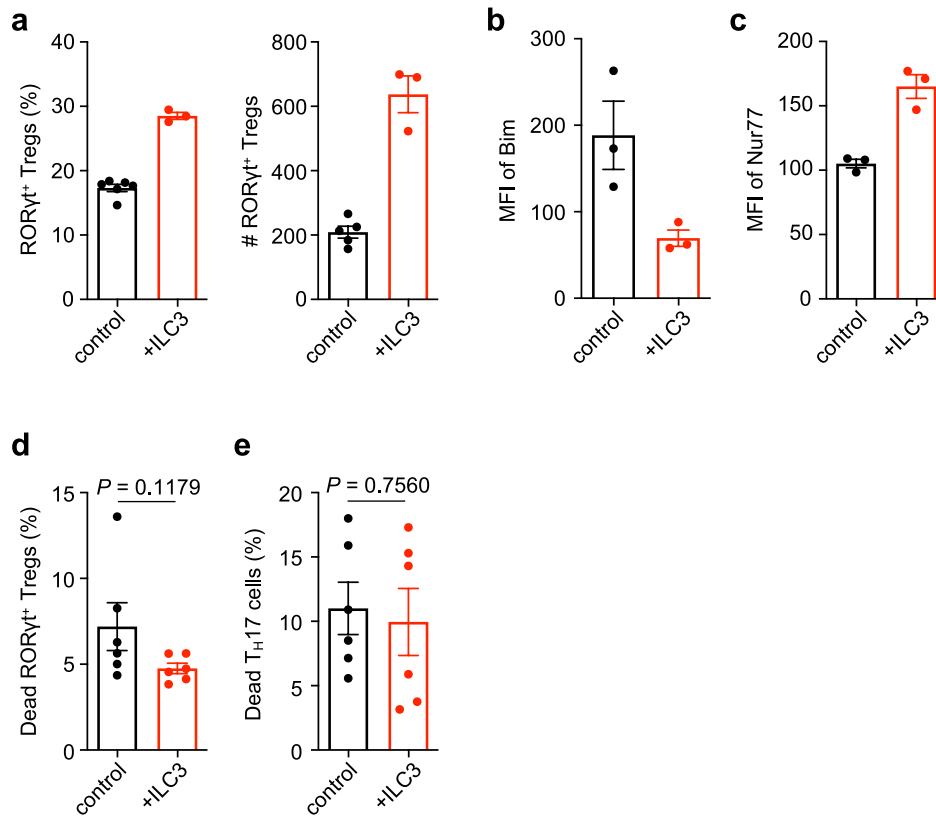 a
RORγt⁺ Tregs (%)
40
30
20
10
0
control
+ILC3
# RORγt⁺ Tregs
800
600
400
200
0
control
+ILC3
b
MFI of Bim
300
200
100
0
control
+ILC3
c
MFI of Nur77
200
150
100
50
0
control
+ILC3
d
P = 0.1179
Dead RORγt⁺ Tregs (%)
15
10
5
0
control
+ILC3
e
P = 0.7560
Dead TH17 cells (%)
20
15
10
5
0
control
+ILC3